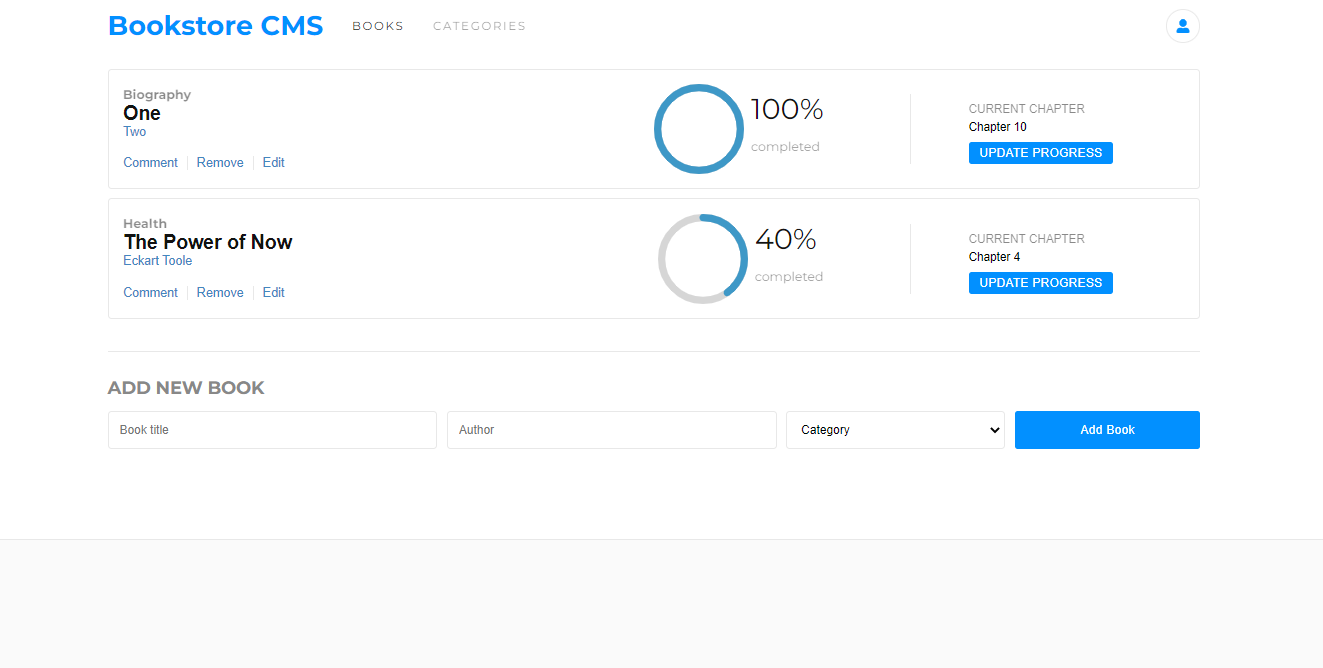 Bookstore CMS BOOKS CATEGORIES
Biography
One
Two
Comment Remove Edit
100%
completed
CURRENT CHAPTER
Chapter 10
UPDATE PROGRESS
Health
The Power of Now
Eckart Toole
Comment Remove Edit
40%
completed
CURRENT CHAPTER
Chapter 4
UPDATE PROGRESS
ADD NEW BOOK
Book title Author Category Add Book